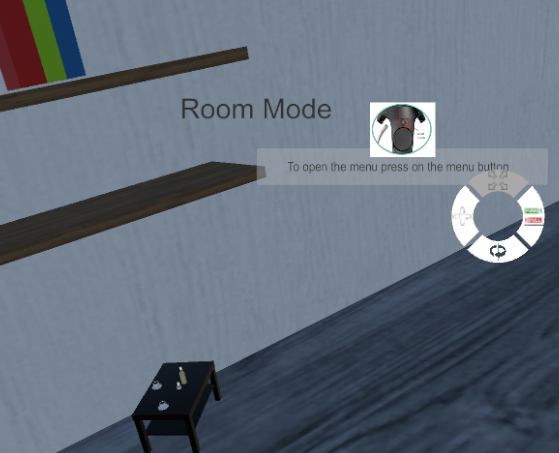 Room Mode
To open the menu press on the menu button